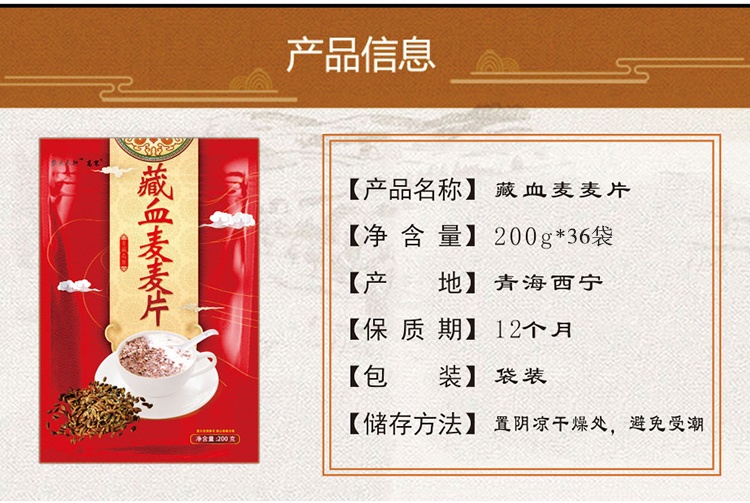 产品信息
藏血麦麦片
净含量:200克
【产品名称】藏血麦麦片
【净含量】200g*36袋
【产地】青海西宁
【保质期】12个月
【包装】袋装
【储存方法】置阴凉干燥处，避免受潮